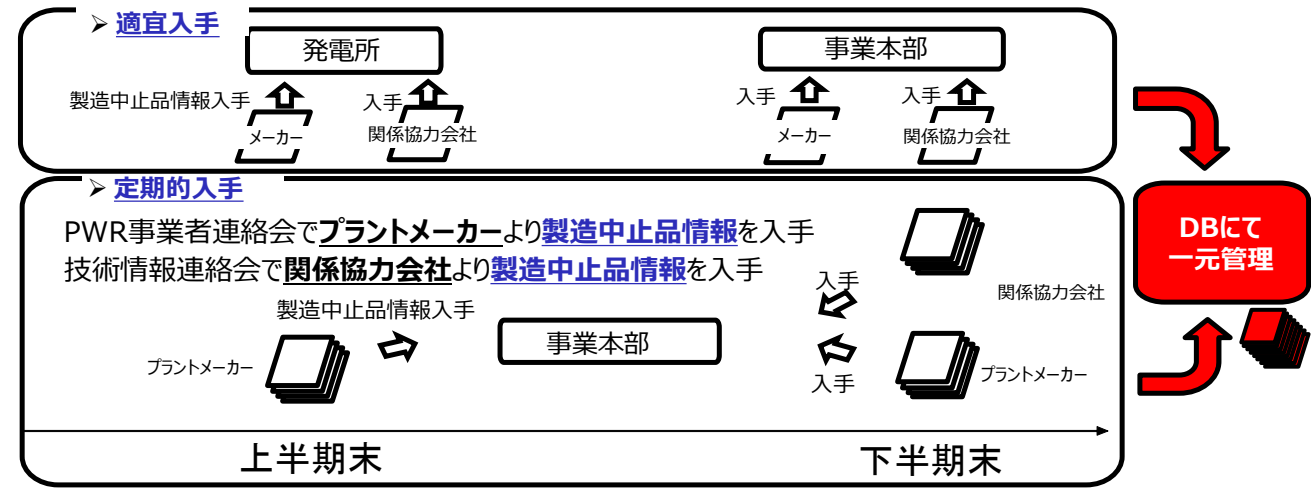 ➢ 適宜入手
発電所
事業本部
製造中止品情報入手
入手
入手
入手
メーカー
関係協力会社
メーカー
関係協力会社
➢ 定期的入手
PWR事業者連絡会でプラントメーカーより製造中止品情報を入手
技術情報連絡会で関係協力会社より製造中止品情報を入手
DBにて
一元管理
入手
関係協力会社
製造中止品情報入手
事業本部
プラントメーカー
プラントメーカー
入手
上半期末
下半期末